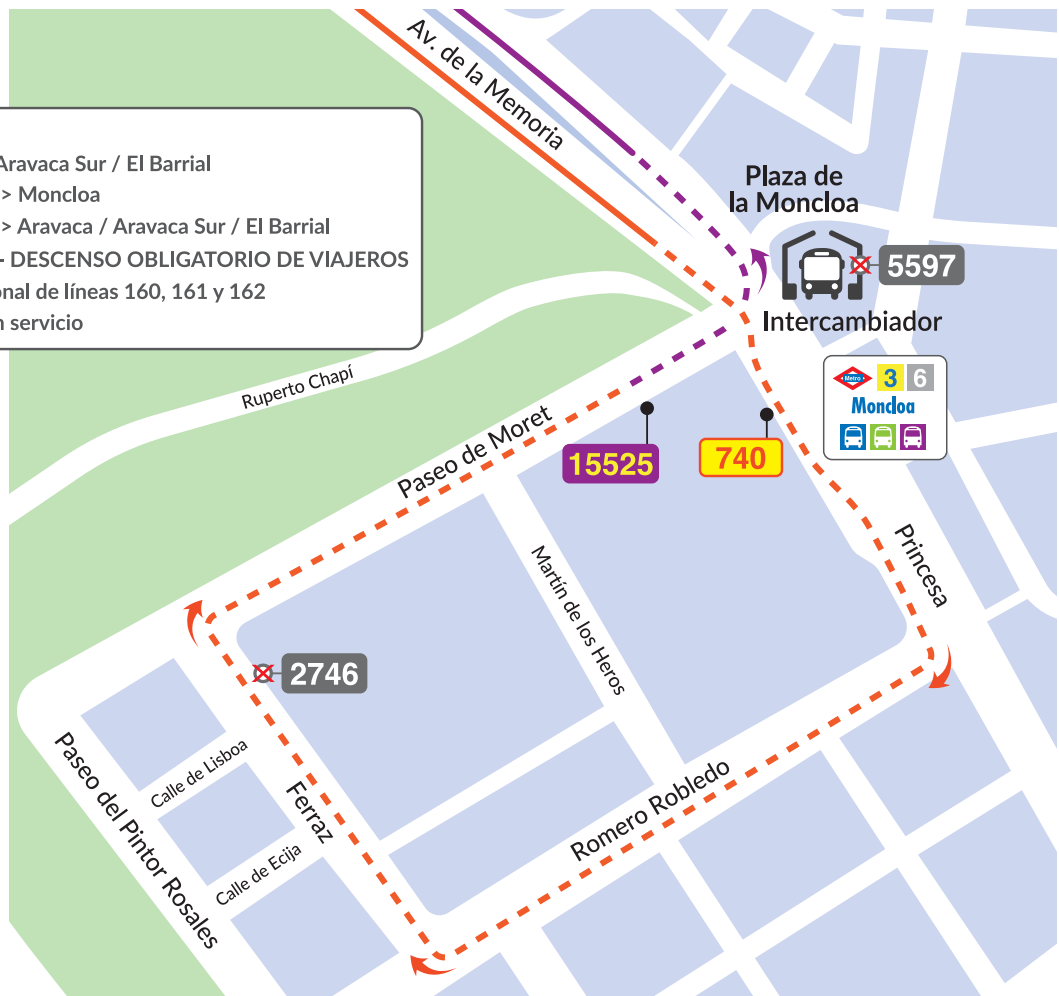 Av. de la Memoria
Aravaca Sur / El Barrial
> Moncloa
> Aravaca / Aravaca Sur / El Barrial
- DESCENSO OBLIGATORIO DE VIAJEROS
onal de líneas 160, 161 y 162
n servicio
Plaza de
la Moncloa
5597
Intercambiador
Metro 3 6
Moncloa
Ruperto Chapí
Paseo de Moret
15525
740
Princesa
Martín de los Heros
2746
Paseo del Pintor Rosales
Calle de Lisboa
Ferraz
Calle de Ecija
Romero Robledo